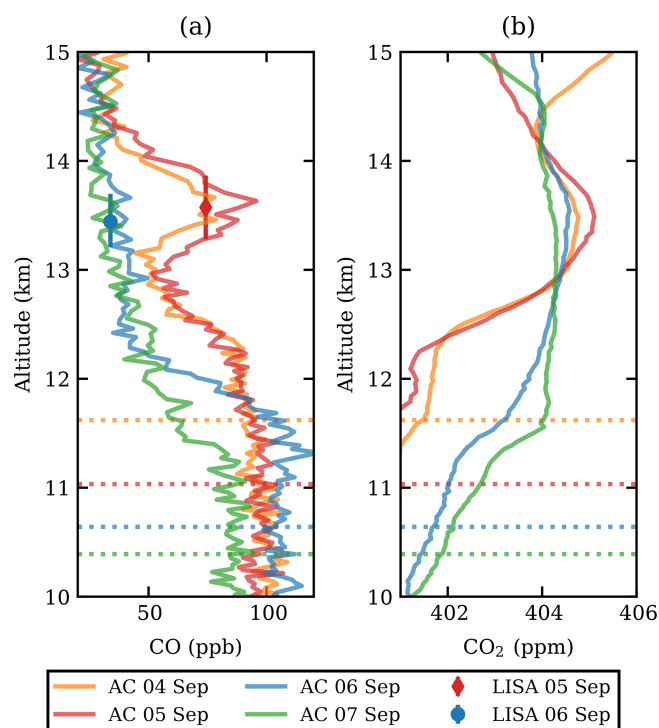 (a)
(b)
15
14
13
12
11
10
Altitude (km)
50
100
CO (ppb)
15
14
13
12
11
10
Altitude (km)
402
404
406
CO₂ (ppm)
AC 04 Sep
AC 06 Sep
LISA 05 Sep
AC 05 Sep
AC 07 Sep
LISA 06 Sep